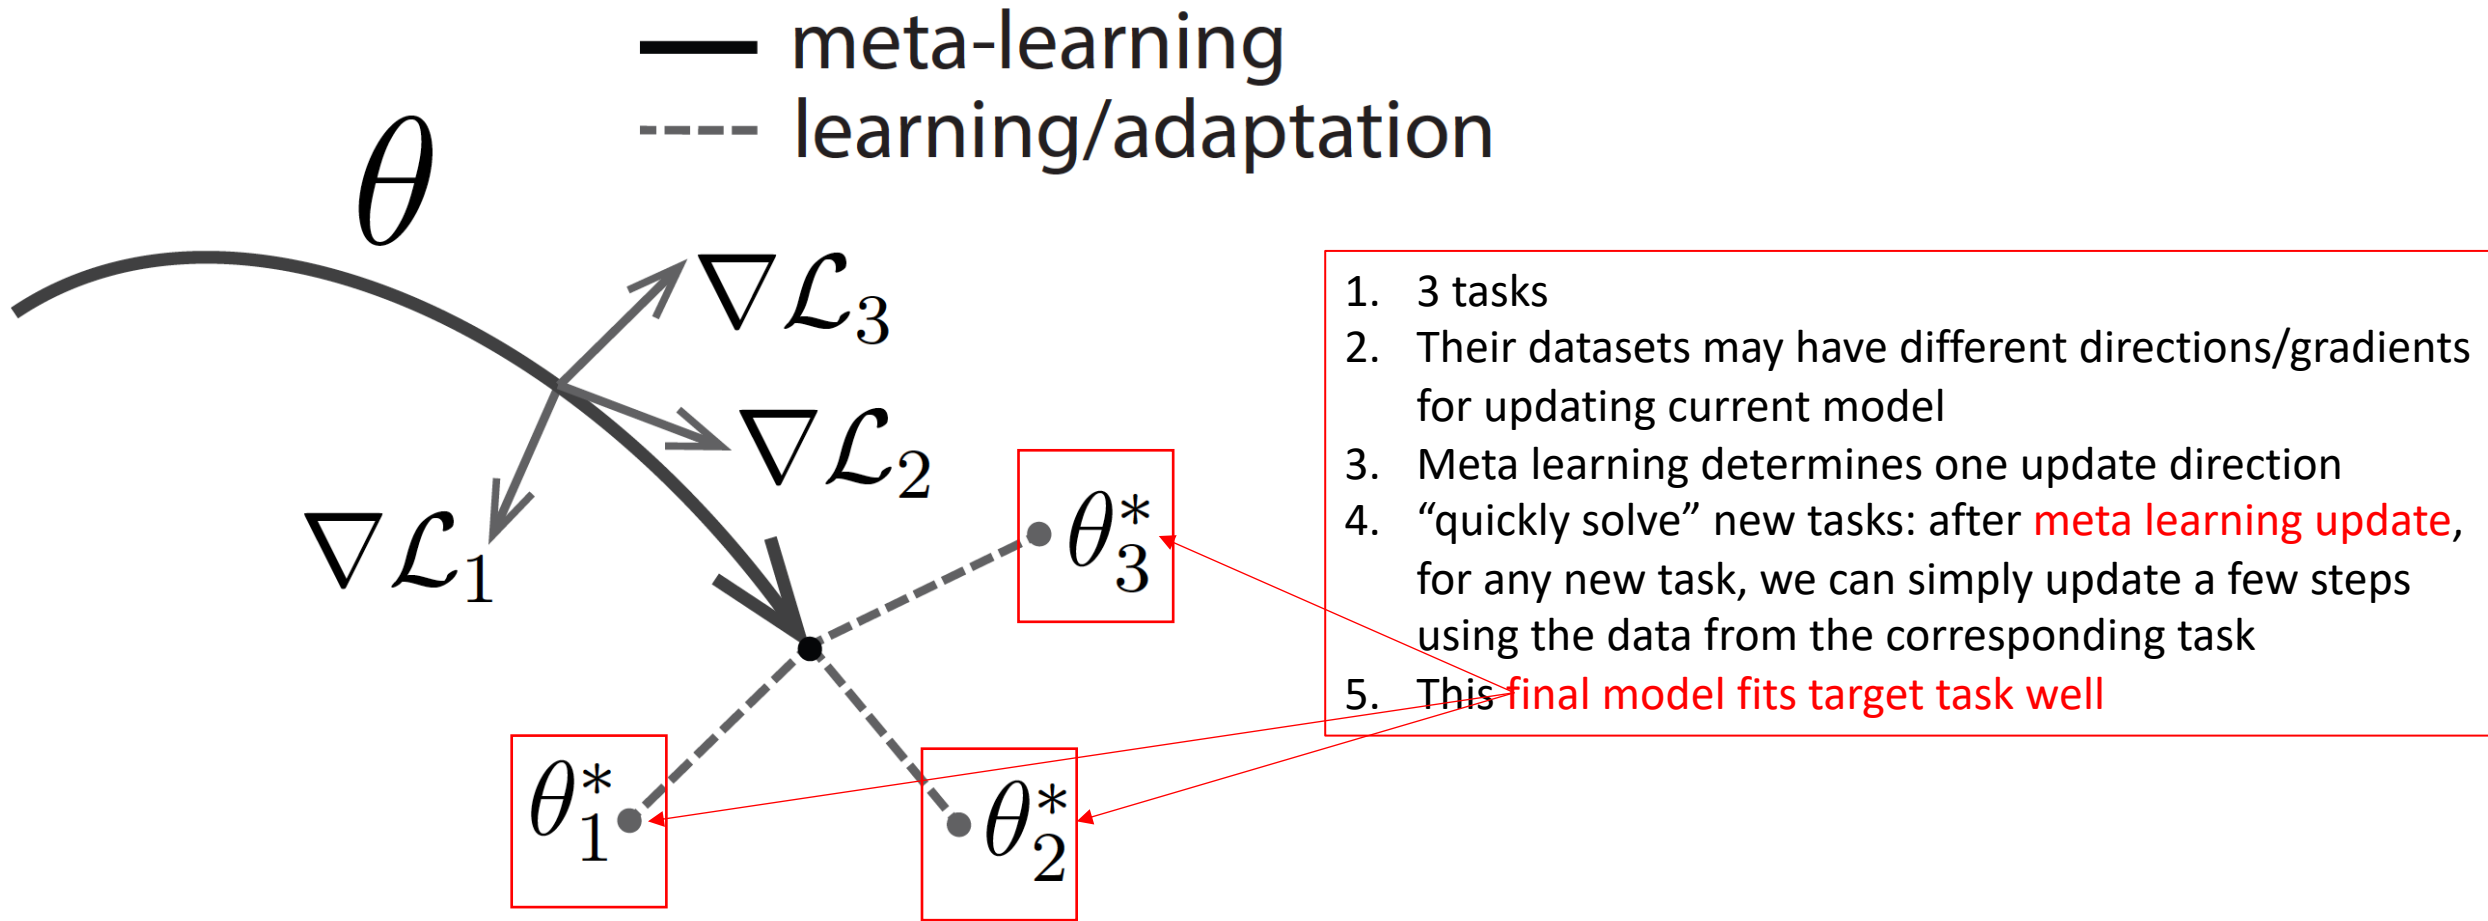 meta-learning
learning/adaptation
θ
∇ℒ₃
∇ℒ₂
∇ℒ₁
θ₃*
θ₁*
θ₂*
1. 3 tasks
2. Their datasets may have different directions/gradients
for updating current model
3. Meta learning determines one update direction
4. “quickly solve” new tasks: after meta learning update,
for any new task, we can simply update a few steps
using the data from the corresponding task
5. This final model fits target task well